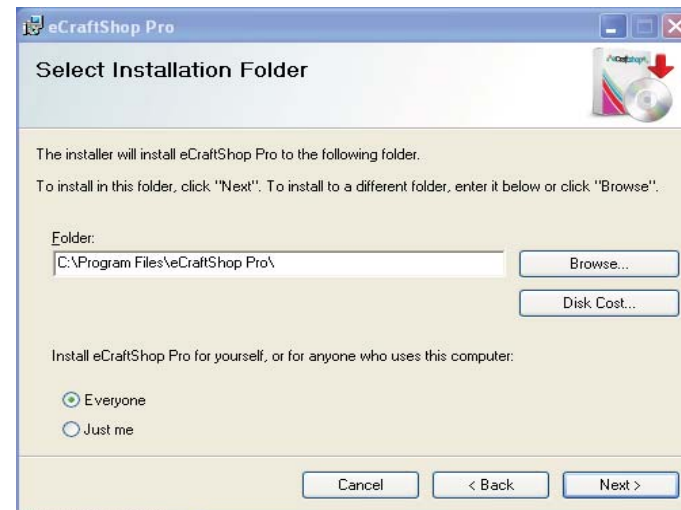 eCraftShop Pro
Select Installation Folder
The installer will install eCraftShop Pro to the following folder.
To install in this folder, click "Next". To install to a different folder, enter it below or click "Browse".
Folder:
C:\Program Files\eCraftShop Pro\
Browse...
Disk Cost...
Install eCraftShop Pro for yourself, or for anyone who uses this computer:
Everyone
Just me
Cancel
< Back
Next >